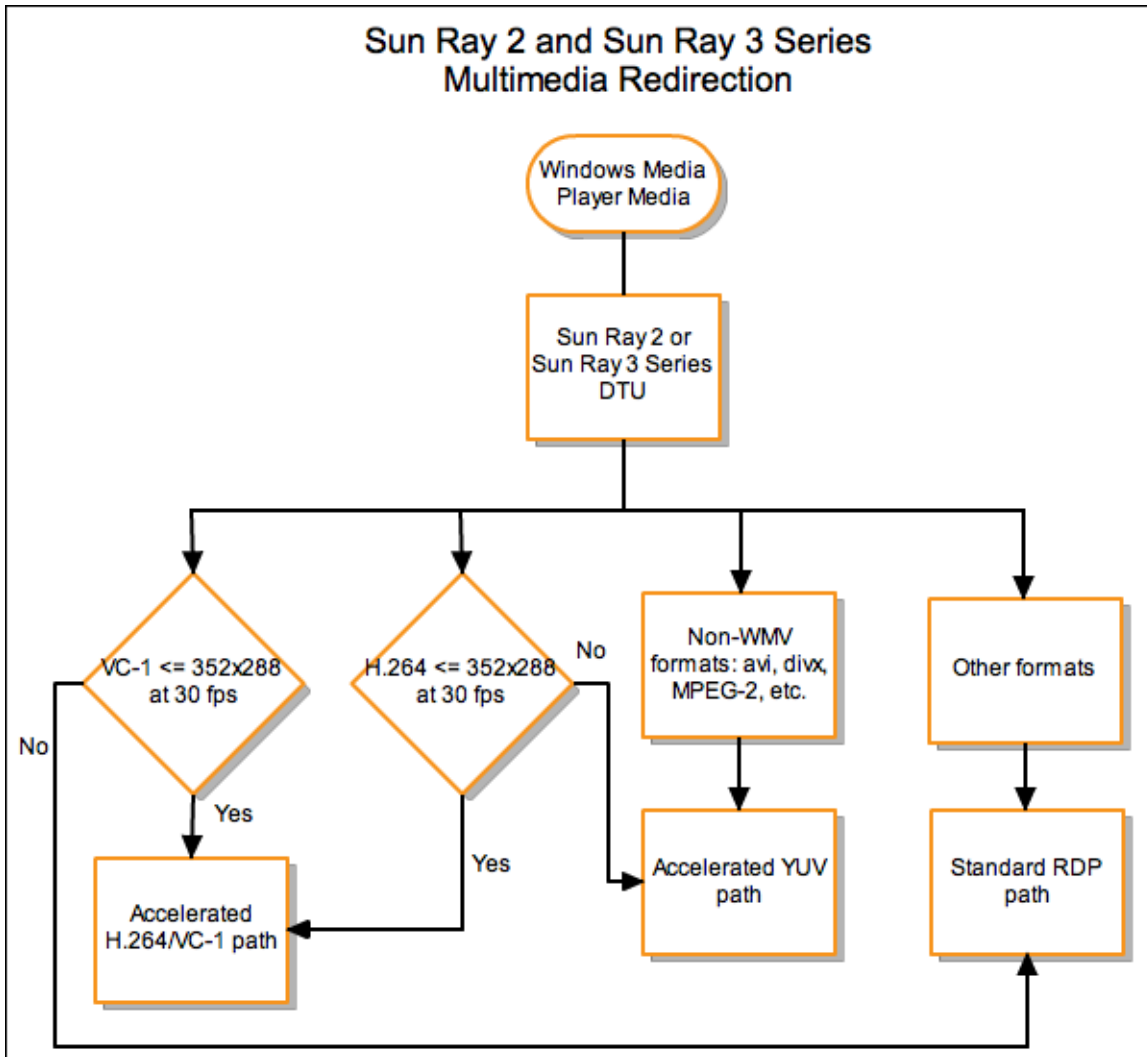 Sun Ray 2 and Sun Ray 3 Series
Multimedia Redirection
Windows Media
Player Media
Sun Ray 2 or
Sun Ray 3 Series
DTU
VC-1 <= 352x288
at 30 fps
No
Yes
H.264 <= 352x288
at 30 fps
No
Yes
Non-WMV
formats: avi, divx,
MPEG-2, etc.
Other formats
Accelerated
H.264/VC-1 path
Accelerated YUV
path
Standard RDP
path